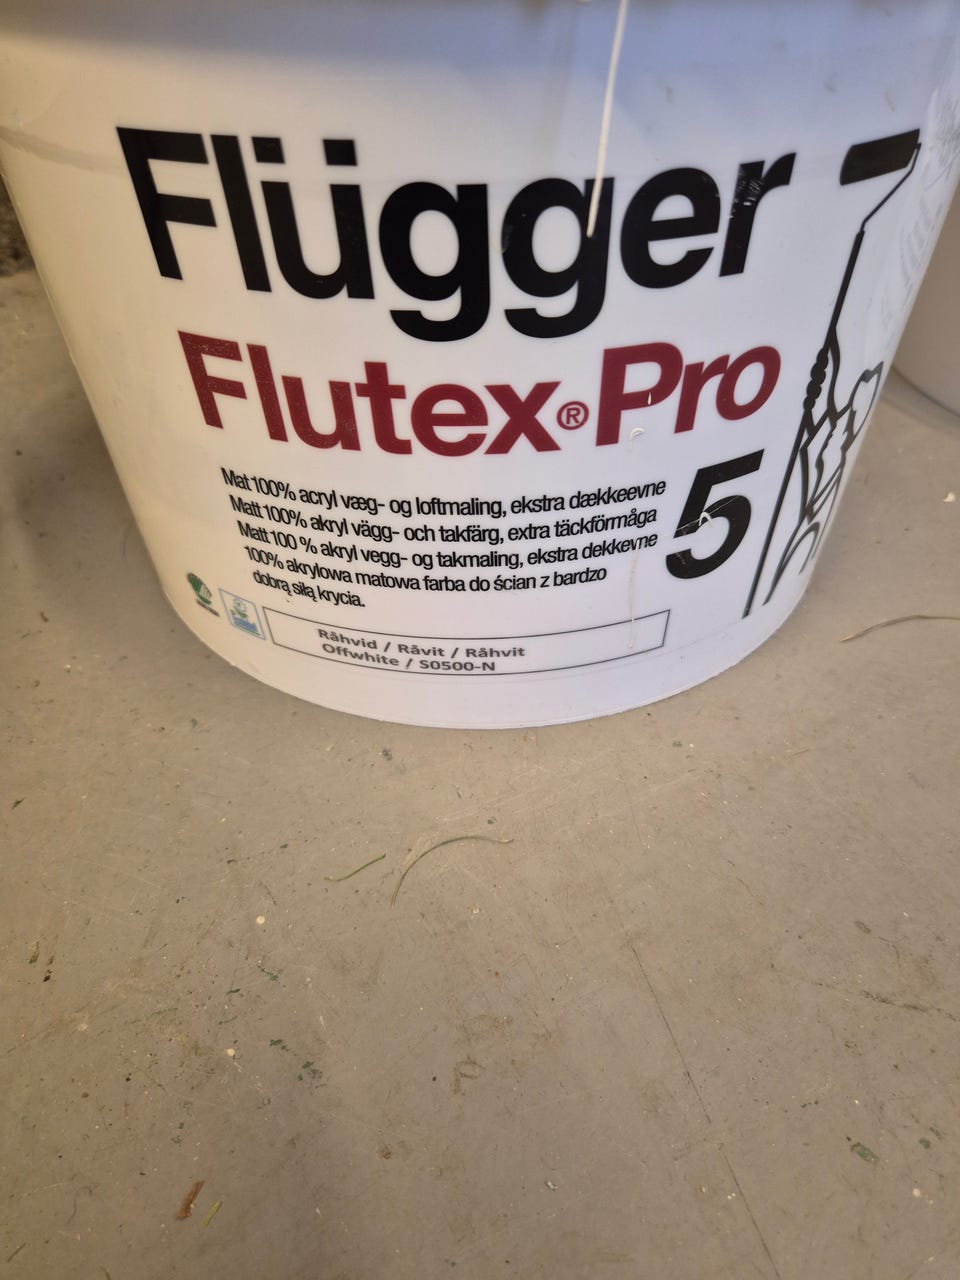 Flügger
Flutex® Pro
5
Mat 100% acryl væg- og loftmaling, ekstra dækkeevne
Matt 100% akryl vägg- och takfärg, extra täckförmåga
Matt 100 % akryl vegg- og takmaling, ekstra dekkevne
100% akrylowa matowa farba do ścian z bardzo
dobrą siłą krycia.
Råhvid / Råvit / Råhvit
Offwhite / S0500-N